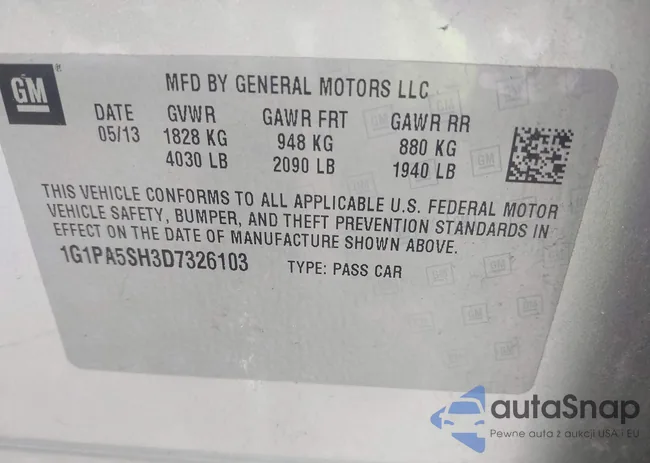 GM
MFD BY GENERAL MOTORS LLC
DATE GVWR GAWR FRT GAWR RR
05/13 1828 KG 948 KG 880 KG
4030 LB 2090 LB 1940 LB
THIS VEHICLE CONFORMS TO ALL APPLICABLE U.S. FEDERAL MOTOR
VEHICLE SAFETY, BUMPER, AND THEFT PREVENTION STANDARDS IN
EFFECT ON THE DATE OF MANUFACTURE SHOWN ABOVE.
1G1PA5SH3D7326103 TYPE: PASS CAR
autaSnap
Pewne auta z aukcji USA i EU